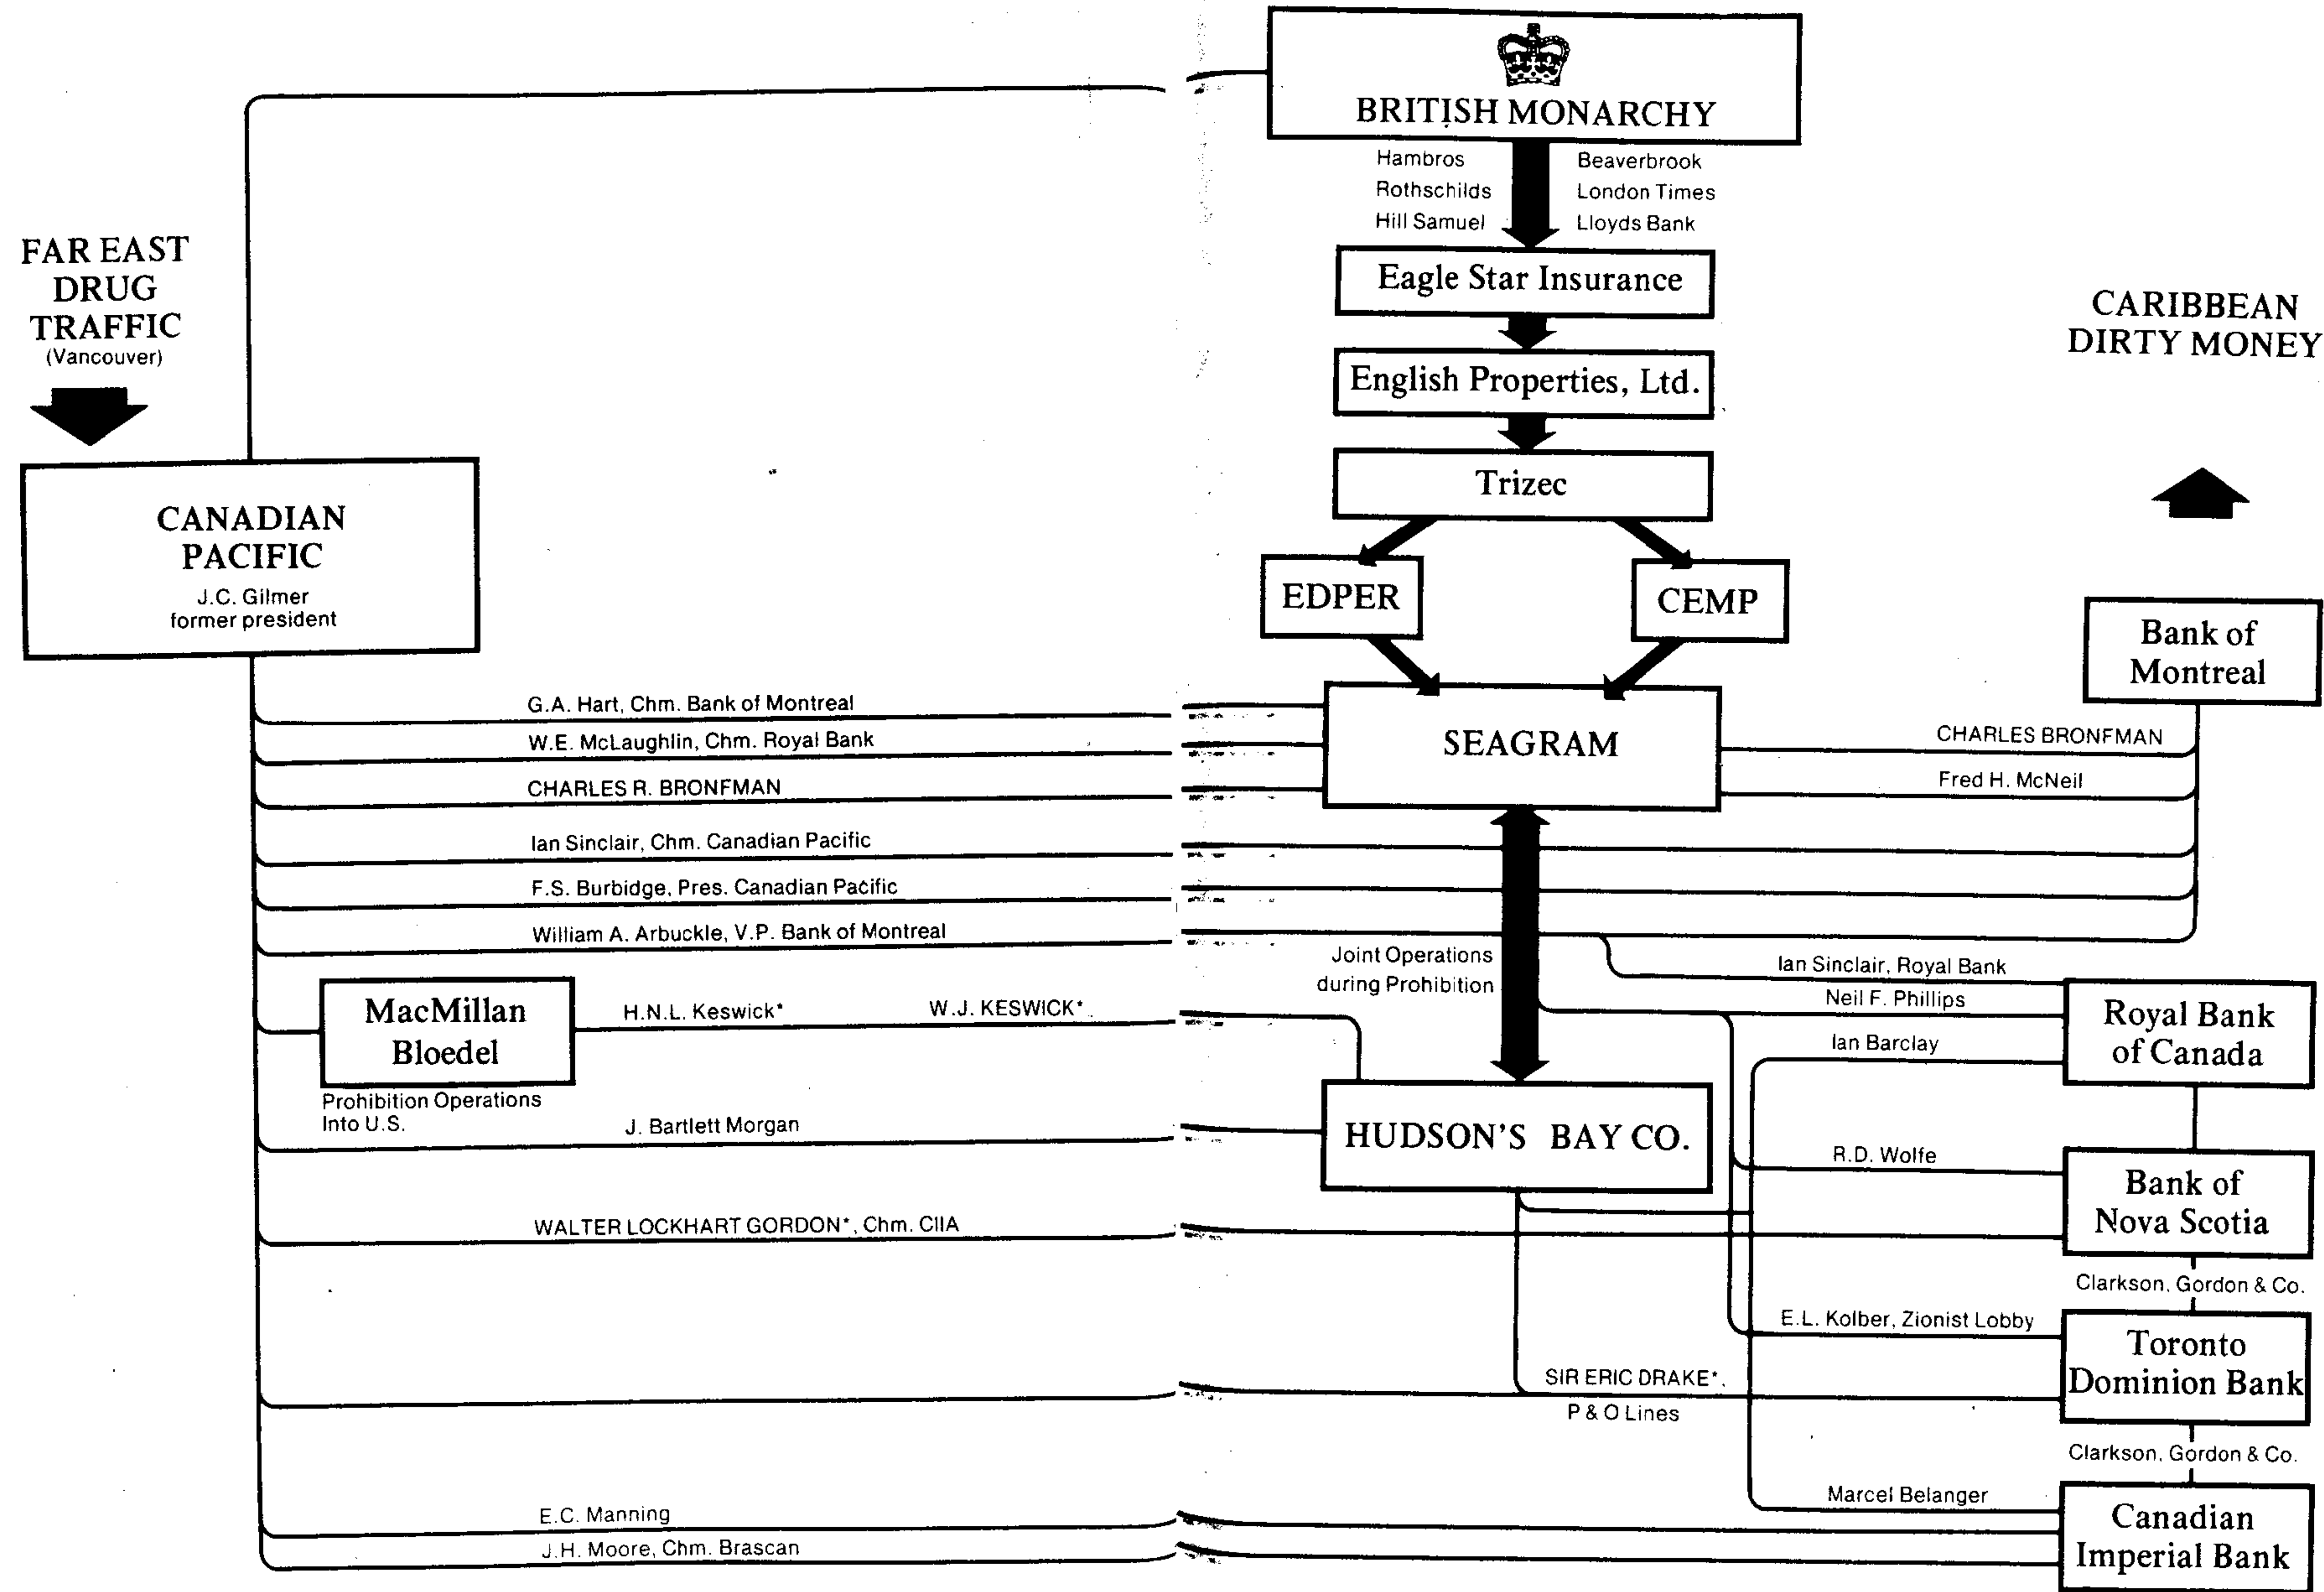 BRITISH MONARCHY
Hambros
Rothschilds
Hill Samuel
Beaverbrook
London Times
Lloyds Bank
Eagle Star Insurance
English Properties, Ltd.
Trizec
EDPER
CEMP
FAR EAST
DRUG
TRAFFIC
(Vancouver)
CARIBBEAN
DIRTY MONEY
CANADIAN
PACIFIC
J.C. Gilmer
former president
Bank of
Montreal
SEAGRAM
G.A. Hart, Chm. Bank of Montreal
W.E. McLaughlin, Chm. Royal Bank
CHARLES R. BRONFMAN
Ian Sinclair, Chm. Canadian Pacific
F.S. Burbidge, Pres. Canadian Pacific
William A. Arbuckle, V.P. Bank of Montreal
CHARLES BRONFMAN
Fred H. McNeil
Joint Operations
during Prohibition
Ian Sinclair, Royal Bank
Neil F. Phillips
Ian Barclay
Royal Bank
of Canada
MacMillan
Bloedel
H.N.L. Keswick*
W.J. KESWICK*
Prohibition Operations
Into U.S.
J. Bartlett Morgan
HUDSON'S BAY CO.
R.D. Wolfe
Bank of
Nova Scotia
WALTER LOCKHART GORDON*, Chm. CIIA
Clarkson, Gordon & Co.
E.L. Kolber, Zionist Lobby
Toronto
Dominion Bank
SIR ERIC DRAKE*,
P & O Lines
Clarkson, Gordon & Co.
Marcel Belanger
Canadian
Imperial Bank
E.C. Manning
J.H. Moore, Chm. Brascan